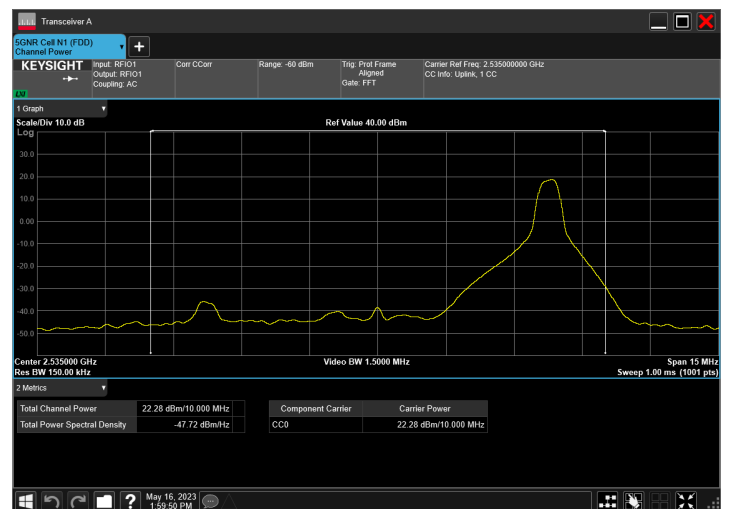 Transceiver A
5GNR Cell N1 (FDD)
Channel Power
+
KEYSIGHT
LXI
Input: RFIO1
Output: RFIO1
Coupling: AC
Corr CCorr
Range: -60 dBm
Trig: Prot Frame
Aligned
Gate: FFT
Carrier Ref Freq: 2.535000000 GHz
CC Info: Uplink, 1 CC
1 Graph
Scale/Div 10.0 dB
Ref Value 40.00 dBm
Log
30.0
20.0
10.0
0.00
-10.0
-20.0
-30.0
-40.0
-50.0
Center 2.535000 GHz
Video BW 1.5000 MHz
Span 15 MHz
Res BW 150.00 kHz
Sweep 1.00 ms (1001 pts)
2 Metrics
Total Channel Power 22.28 dBm/10.000 MHz
Total Power Spectral Density -47.72 dBm/Hz
Component Carrier Carrier Power
CC0 22.28 dBm/10.000 MHz
?
May 16, 2023
1:59:50 PM